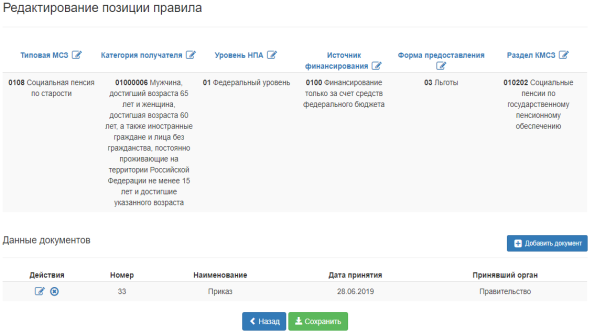 Редактирование позиции правила
Типовая МСЗ Категория получателя Уровень НПА Источник финансирования Форма предоставления Раздел КМСЗ
0108 Социальная пенсия
по старости
01000006 Мужчина,
достигший возраста 65
лет и женщина,
достигшая возраста 60
лет, а также иностранные
граждане и лица без
гражданства, постоянно
проживающие на
территории Российской
Федерации не менее 15
лет и достигшие
указанного возраста
01 Федеральный уровень
0100 Финансирование
только за счет средств
федерального бюджета
03 Льготы
010202 Социальные
пенсии по
государственному
пенсионному
обеспечению
Данные документов
Добавить документ
Действия Номер Наименование Дата принятия Принявший орган
33 Приказ 28.06.2019 Правительство
Назад Сохранить